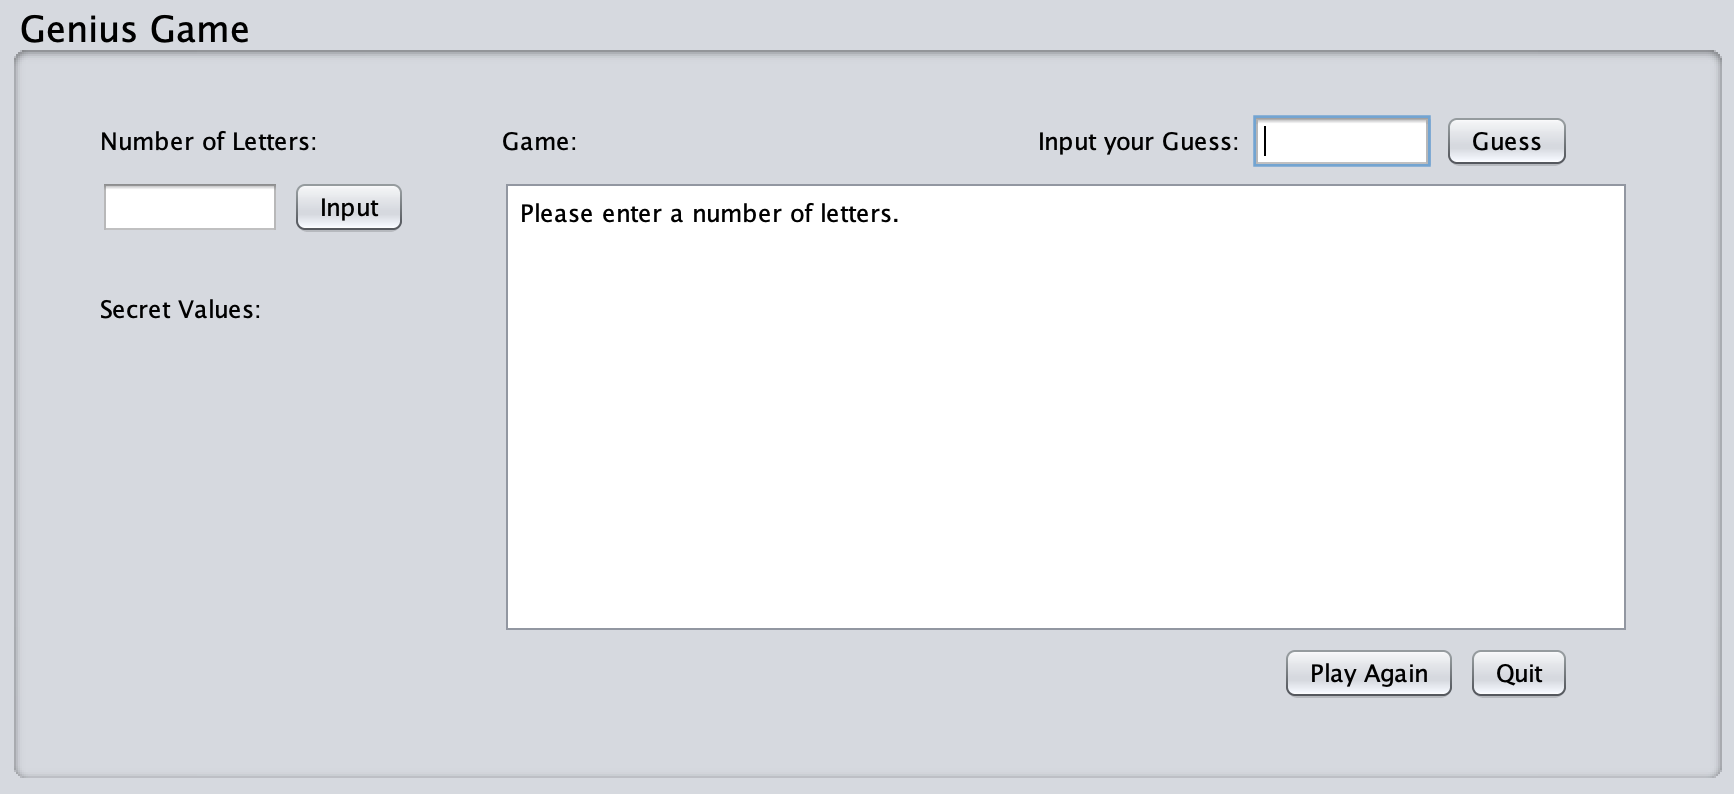 Genius Game
Number of Letters:
Game:
Input your Guess:
Guess
Input
Please enter a number of letters.
Secret Values:
Play Again
Quit